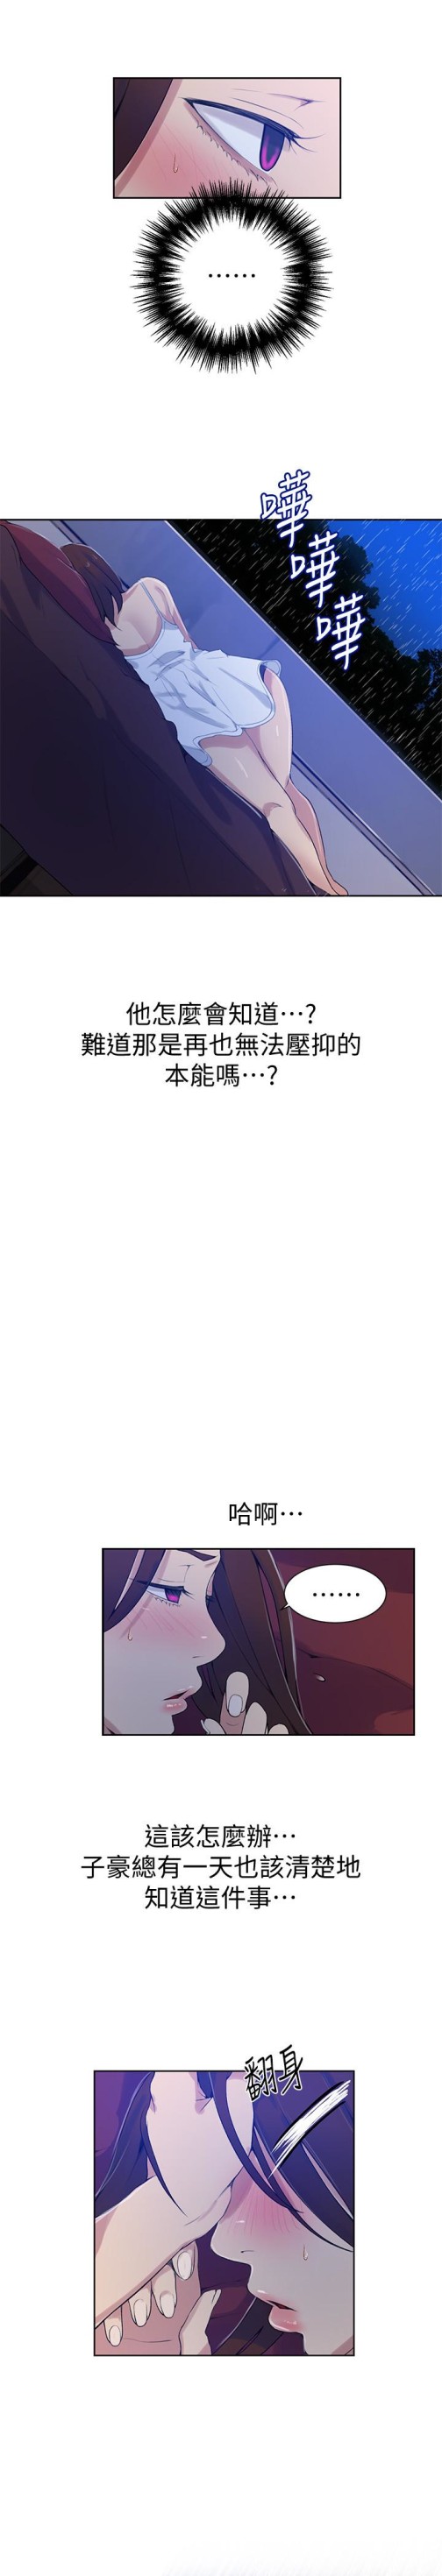 ······
嘩
嘩
嘩
他怎麼會知道···?
難道那是再也無法壓抑的
本能嗎···?
哈啊···
······
這該怎麼辦···
子豪總有一天也該清楚地
知道這件事···
翻身